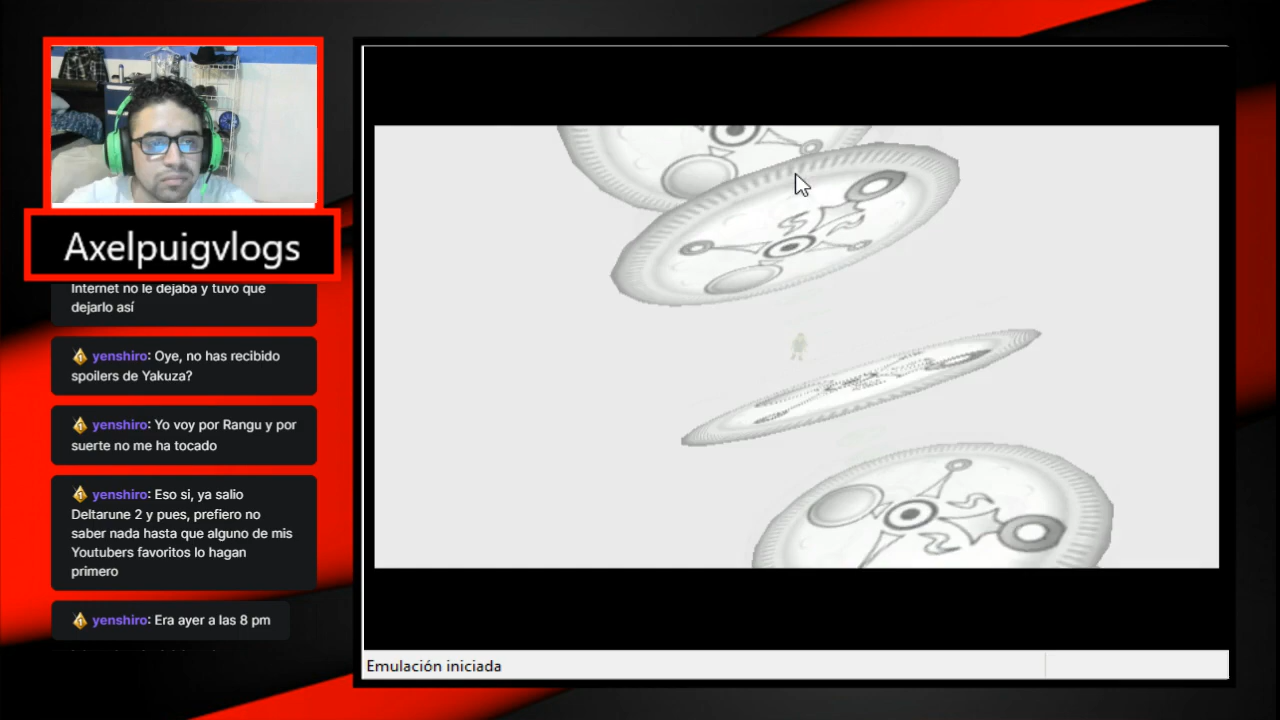 Axelpuigvlogs
Internet no le dejaba y tuvo que
dejarlo así
yenshiro: Oye, no has recibido
spoilers de Yakuza?
yenshiro: Yo voy por Rangu y por
suerte no me ha tocado
yenshiro: Eso si, ya salio
Deltarune 2 y pues, prefiero no
saber nada hasta que alguno de mis
Youtubers favoritos lo hagan
primero
yenshiro: Era ayer a las 8 pm
Emulación iniciada